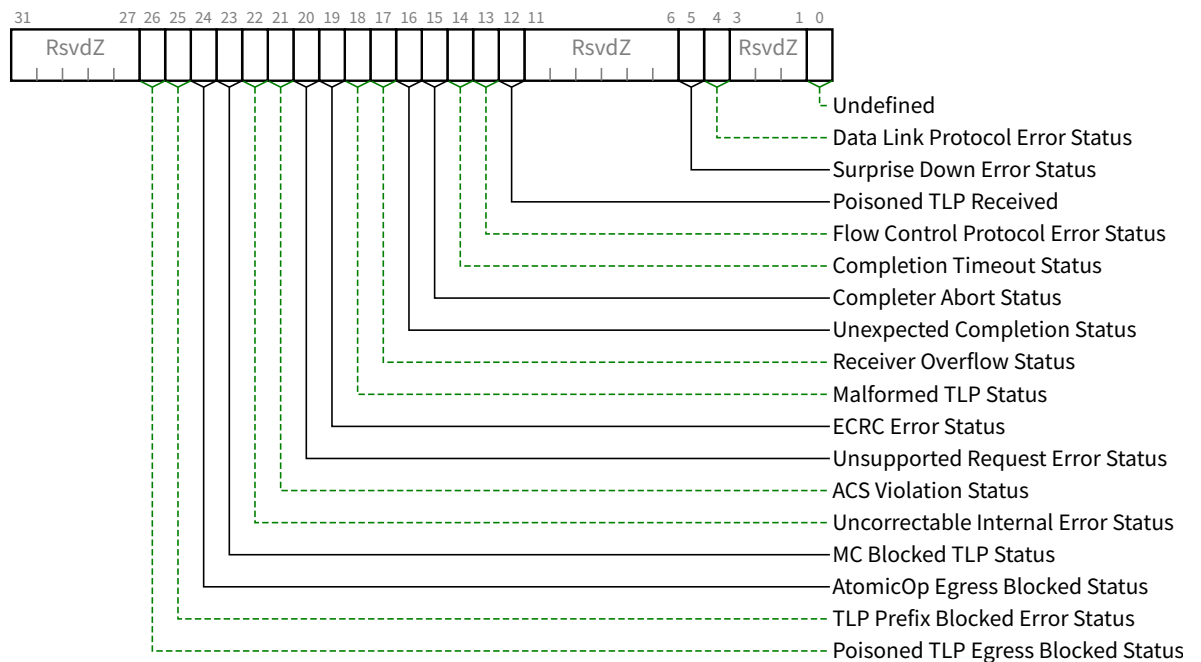 31 27 26 25 24 23 22 21 20 19 18 17 16 15 14 13 12 11 6 5 4 3 1 0
RsvdZ RsvdZ RsvdZ
Undefined
Data Link Protocol Error Status
Surprise Down Error Status
Poisoned TLP Received
Flow Control Protocol Error Status
Completion Timeout Status
Completer Abort Status
Unexpected Completion Status
Receiver Overflow Status
Malformed TLP Status
ECRC Error Status
Unsupported Request Error Status
ACS Violation Status
Uncorrectable Internal Error Status
MC Blocked TLP Status
AtomicOp Egress Blocked Status
TLP Prefix Blocked Error Status
Poisoned TLP Egress Blocked Status